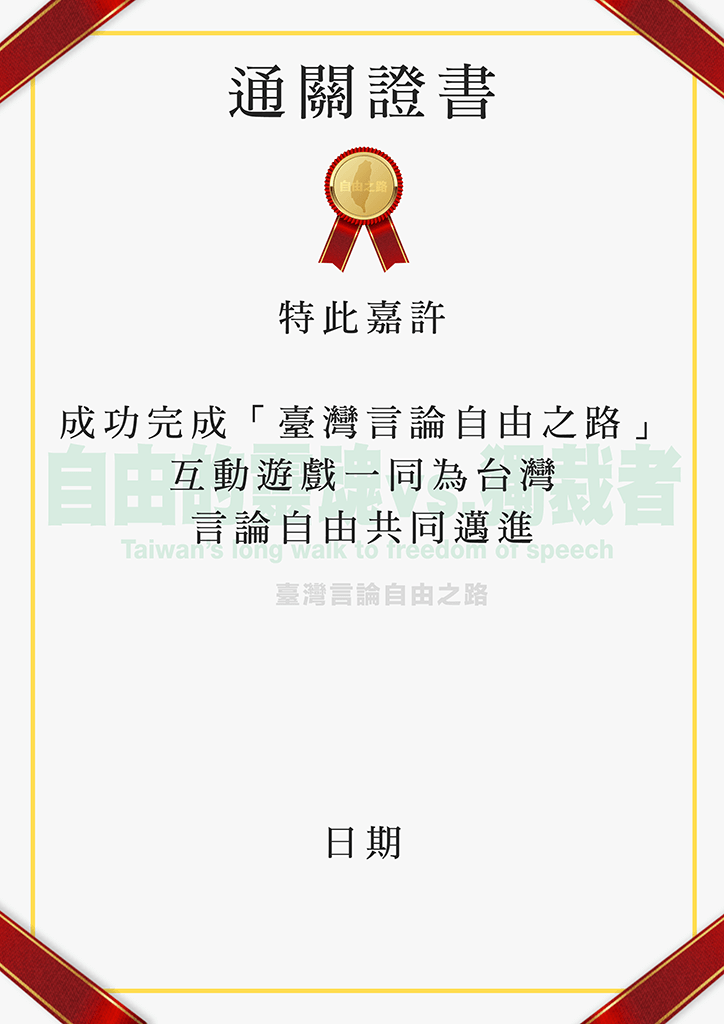 通關證書
自由之路
特此嘉許
成功完成「臺灣言論自由之路」
互動遊戲一同為台灣
言論自由共同邁進
自由的靈魂vs.獨裁者
Taiwan's long walk to freedom of speech
臺灣言論自由之路
日期